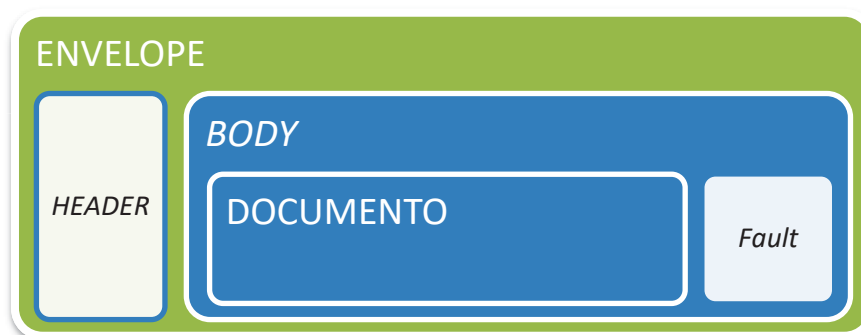 ENVELOPE
BODY
HEADER
DOCUMENTO
Fault